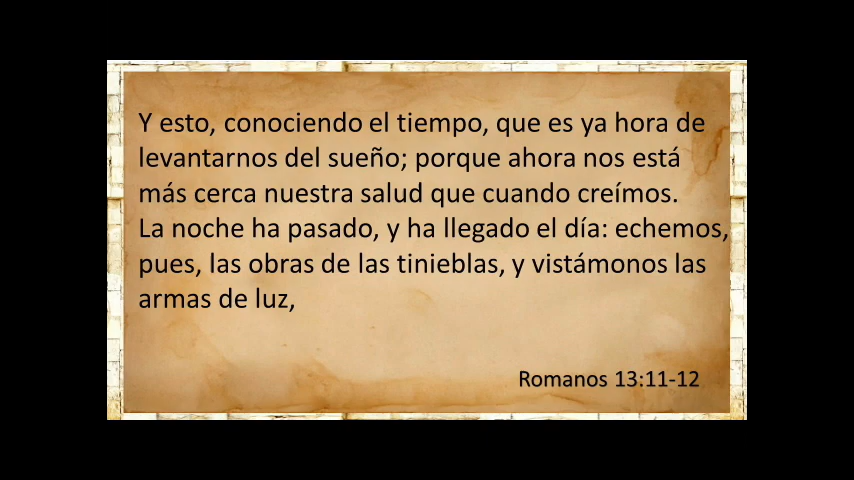 Y esto, conociendo el tiempo, que es ya hora de
levantarnos del sueño; porque ahora nos está
más cerca nuestra salud que cuando creímos.
La noche ha pasado, y ha llegado el día: echemos,
pues, las obras de las tinieblas, y vistámonos las
armas de luz,
Romanos 13:11-12